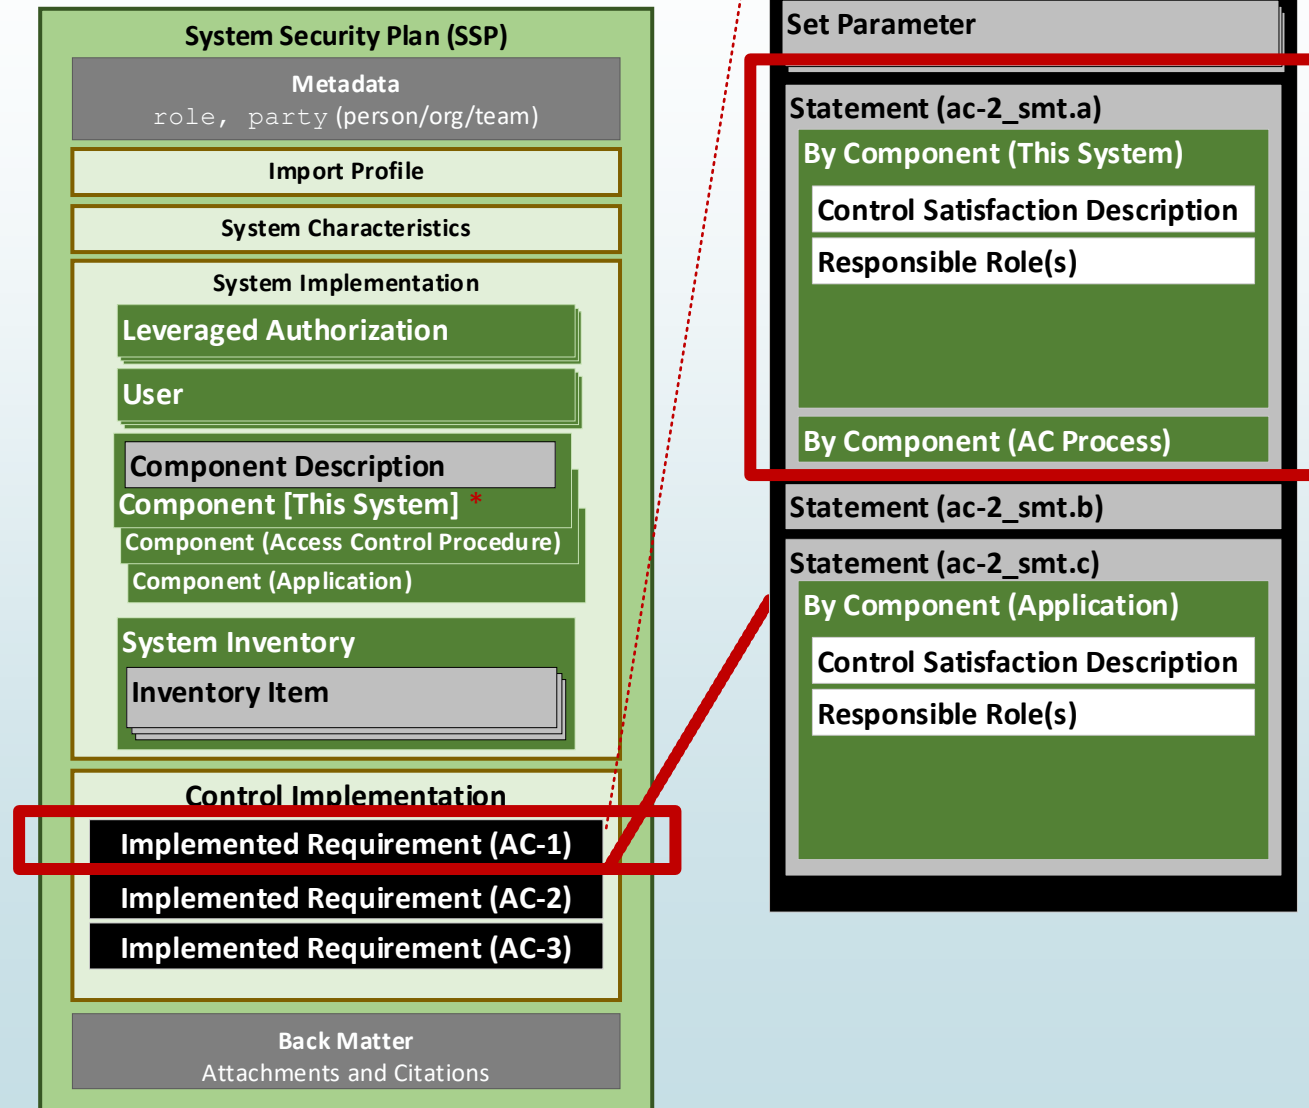 System Security Plan (SSP)
Metadata
role, party (person/org/team)
Import Profile
System Characteristics
System Implementation
Leveraged Authorization
User
Component Description
Component [This System] *
Component (Access Control Procedure)
Component (Application)
System Inventory
Inventory Item
Control Implementation
Implemented Requirement (AC-1)
Implemented Requirement (AC-2)
Implemented Requirement (AC-3)
Back Matter
Attachments and Citations
Set Parameter
Statement (ac-2_smt.a)
By Component (This System)
Control Satisfaction Description
Responsible Role(s)
By Component (AC Process)
Statement (ac-2_smt.b)
Statement (ac-2_smt.c)
By Component (Application)
Control Satisfaction Description
Responsible Role(s)